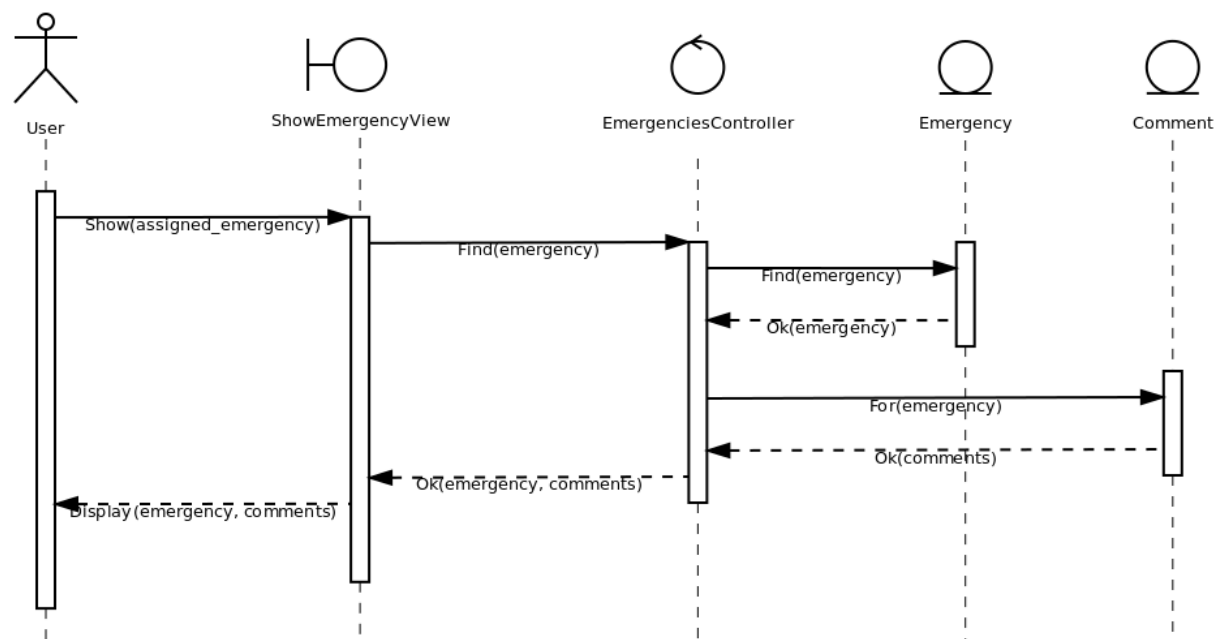 User
ShowEmergencyView
EmergenciesController
Emergency
Comment
Show(assigned_emergency)
Find(emergency)
Find(emergency)
Ok(emergency)
For(emergency)
Ok(comments)
Ok(emergency, comments)
Display(emergency, comments)